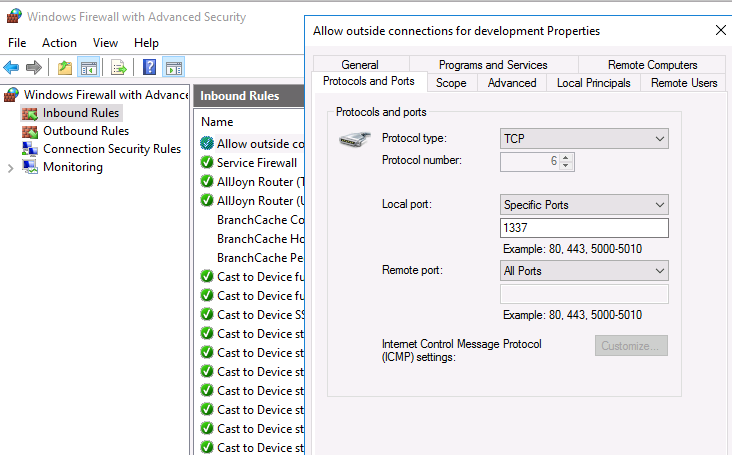 Windows Firewall with Advanced Security
File Action View Help
Windows Firewall with Advance
Inbound Rules
Outbound Rules
Connection Security Rules
Monitoring
Inbound Rules
Name
Allow outside co
Service Firewall
AllJoyn Router (T
AllJoyn Router (U
BranchCache Co
BranchCache Ho
BranchCache Pe
Cast to Device fu
Cast to Device fu
Cast to Device SS
Cast to Device st
Cast to Device st
Cast to Device st
Cast to Device st
Cast to Device st
Cast to Device st
Cast to Device st
Allow outside connections for development Properties
General Programs and Services Remote Computers
Protocols and Ports Scope Advanced Local Principals Remote Users
Protocols and ports
Protocol type: TCP
Protocol number: 6
Local port: Specific Ports
1337
Example: 80, 443, 5000-5010
Remote port: All Ports
Example: 80, 443, 5000-5010
Internet Control Message Protocol
(ICMP) settings: Customize...